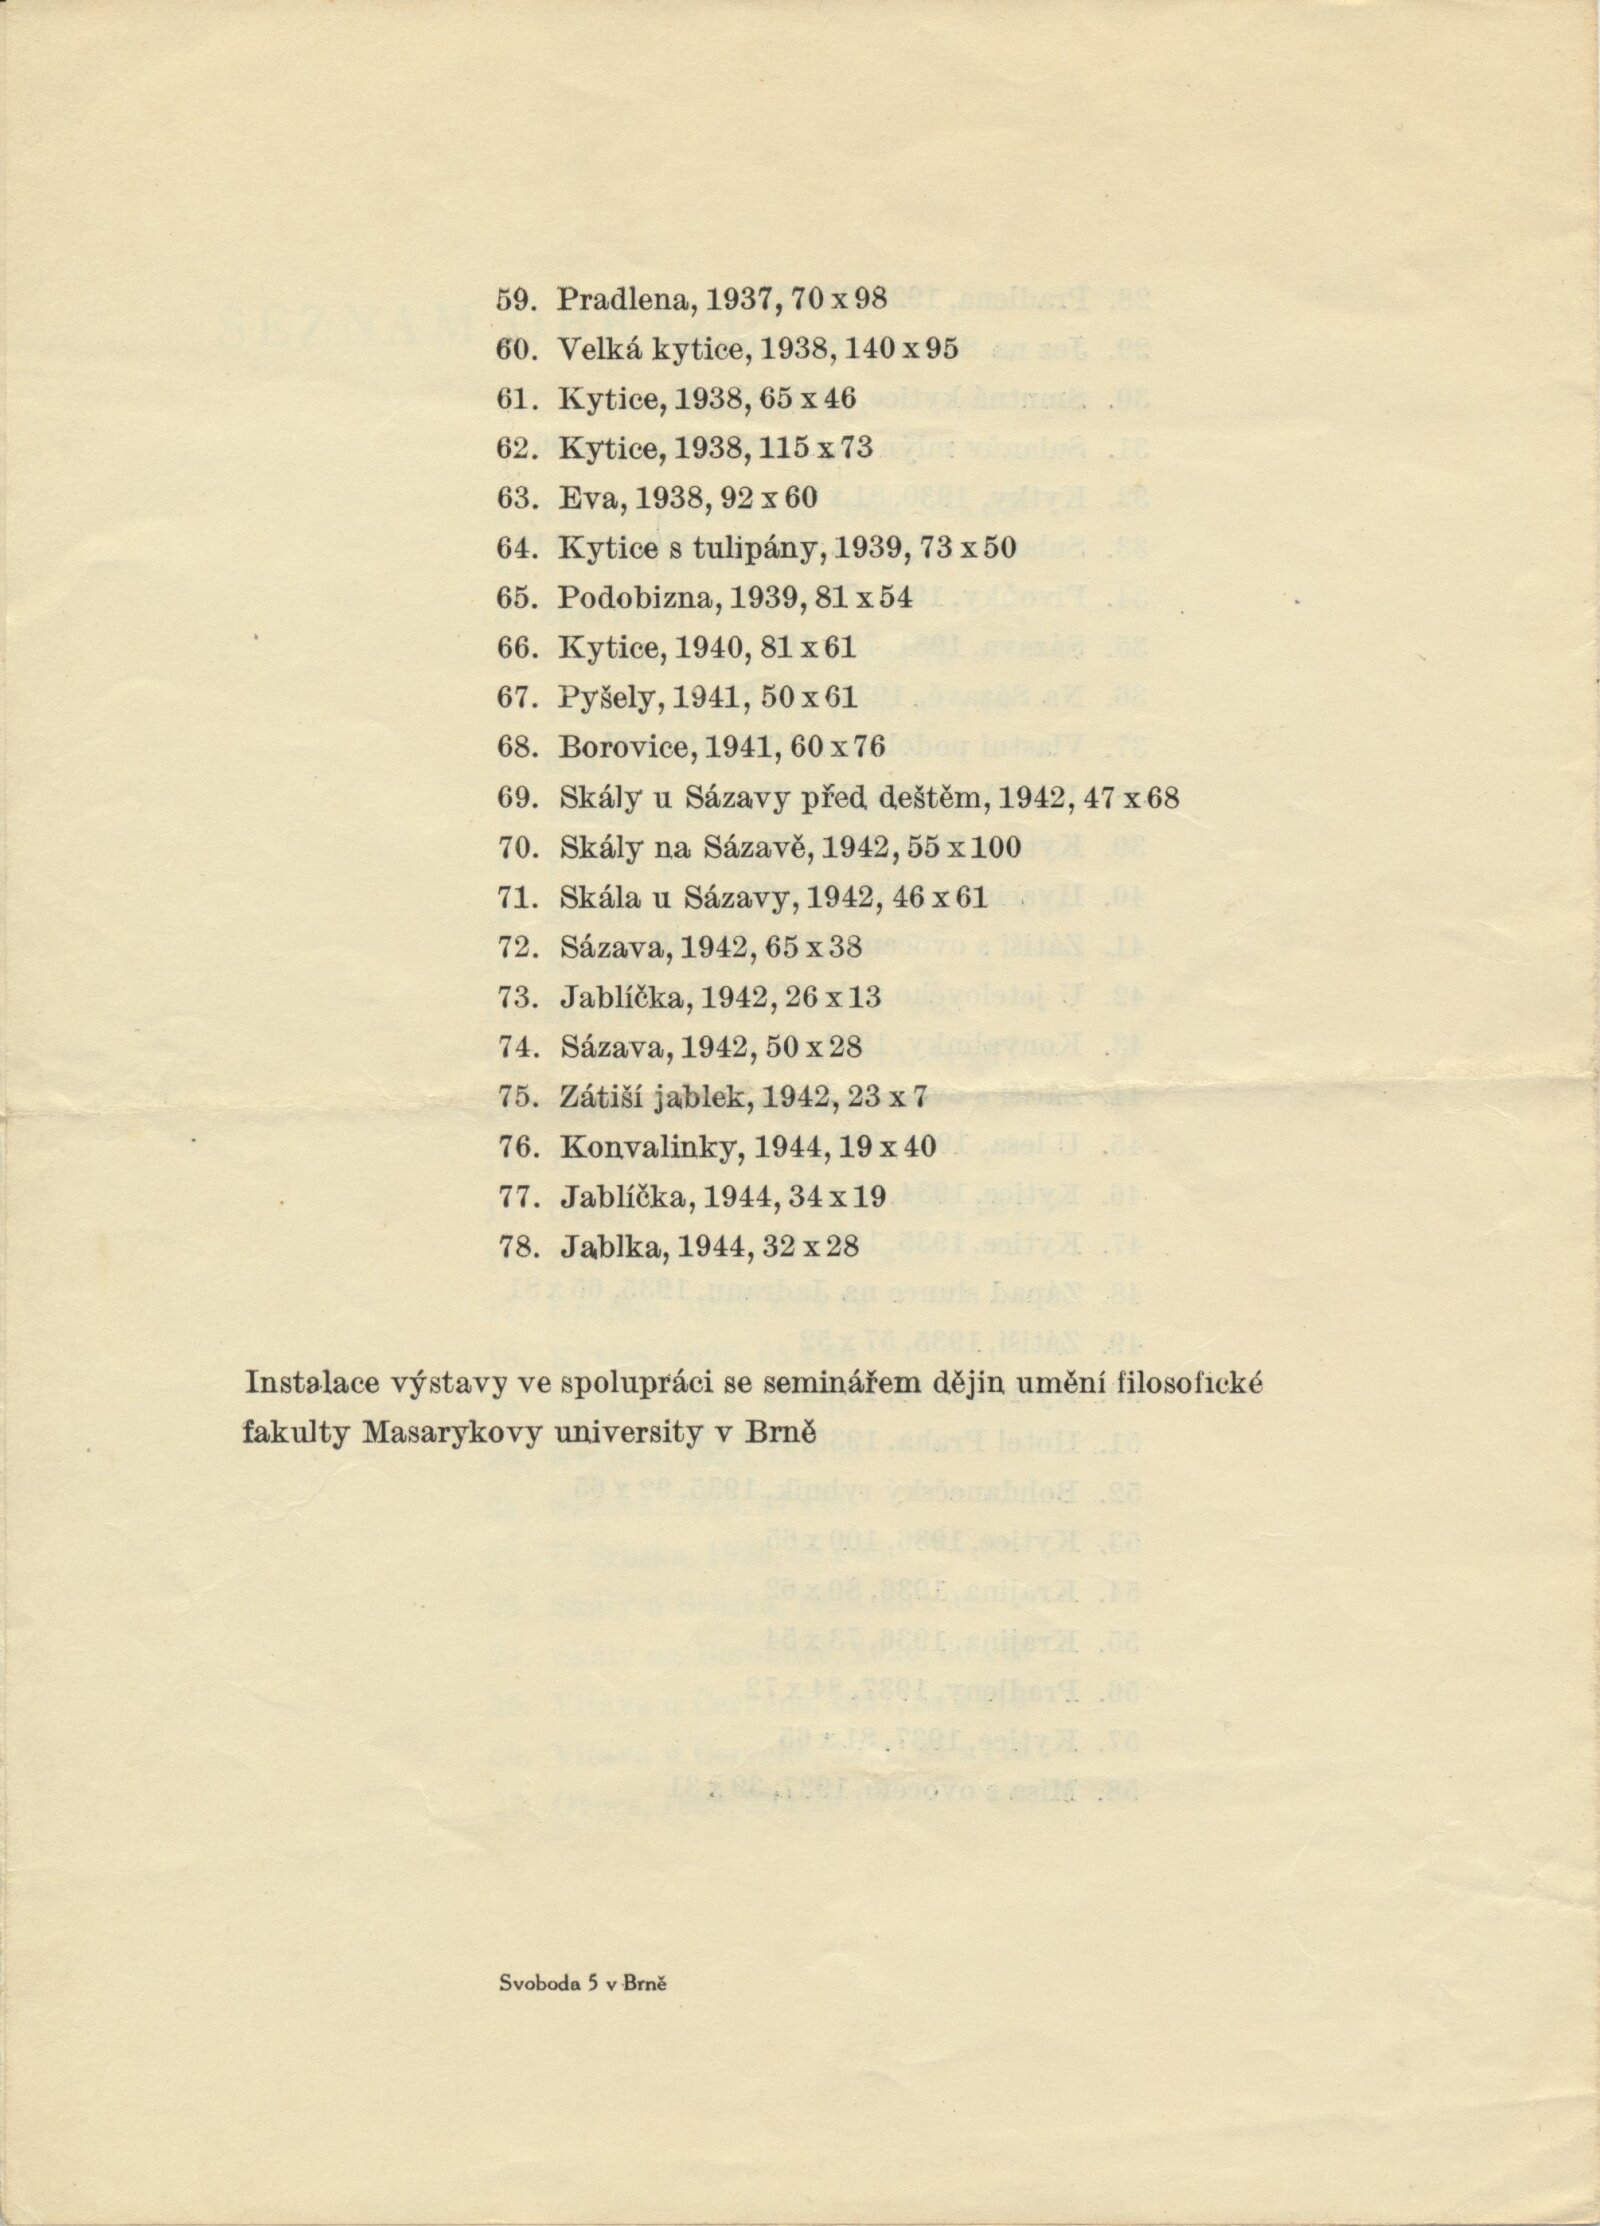 59. Pradlena, 1937, 70 x 98
60. Velká kytice, 1938, 140 x 95
61. Kytice, 1938, 65 x 46
62. Kytice, 1938, 115 x 73
63. Eva, 1938, 92 x 60
64. Kytice s tulipány, 1939, 73 x 50
65. Podobizna, 1939, 81 x 54
66. Kytice, 1940, 81 x 61
67. Pyšely, 1941, 50 x 61
68. Borovice, 1941, 60 x 76
69. Skály u Sázavy před deštěm, 1942, 47 x 68
70. Skály na Sázavě, 1942, 55 x 100
71. Skála u Sázavy, 1942, 46 x 61
72. Sázava, 1942, 65 x 38
73. Jablíčka, 1942, 26 x 13
74. Sázava, 1942, 50 x 28
75. Zátiší jablek, 1942, 23 x 7
76. Konvalinky, 1944, 19 x 40
77. Jablíčka, 1944, 34 x 19
78. Jablka, 1944, 32 x 28
Instalace výstavy ve spolupráci se seminářem dějin umění filosofické
fakulty Masarykovy university v Brně
Svoboda 5 v Brně